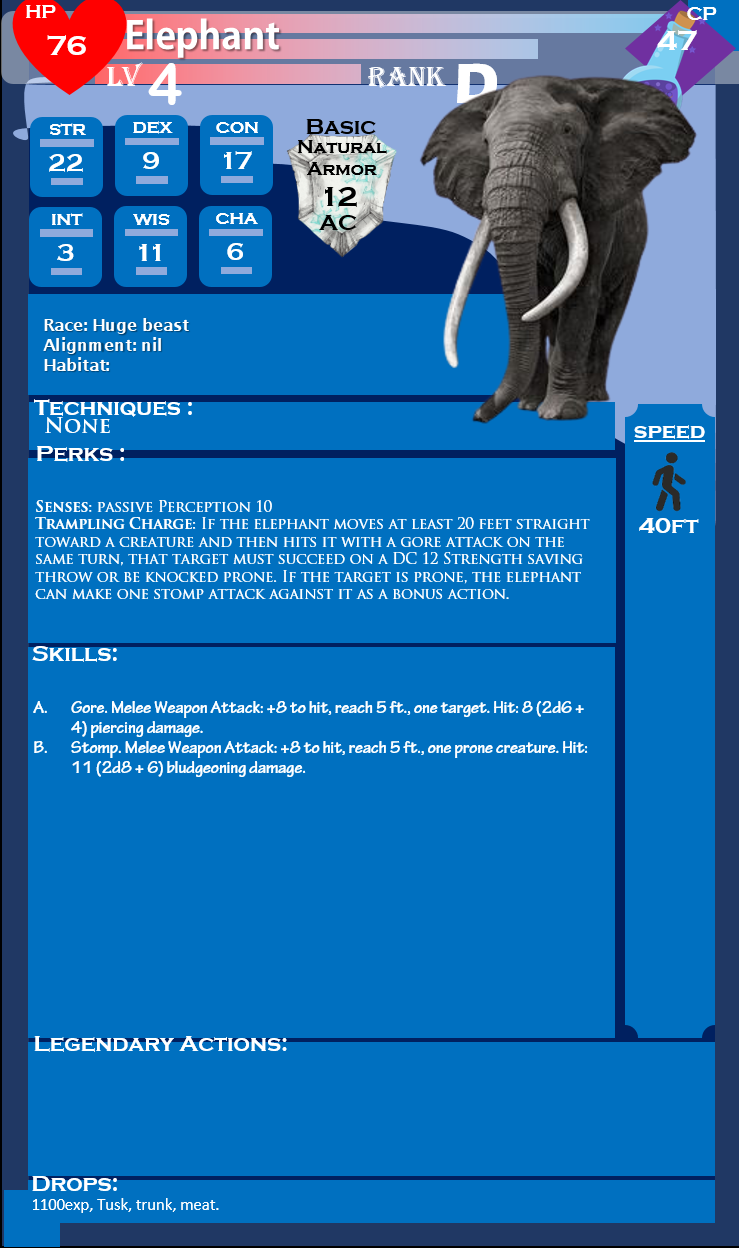 HP
76
Elephant
CP
47
LV 4
RANK D
STR
22
DEX
9
CON
17
INT
3
WIS
11
CHA
6
BASIC
NATURAL
ARMOR
12
AC
Race: Huge beast
Alignment: nil
Habitat:
TECHNIQUES :
NONE
PERKS :
SENSES: PASSIVE PERCEPTION 10
TRAMPLING CHARGE: IF THE ELEPHANT MOVES AT LEAST 20 FEET STRAIGHT
TOWARD A CREATURE AND THEN HITS IT WITH A GORE ATTACK ON THE
SAME TURN, THAT TARGET MUST SUCCEED ON A DC 12 STRENGTH SAVING
THROW OR BE KNOCKED PRONE. IF THE TARGET IS PRONE, THE ELEPHANT
CAN MAKE ONE STOMP ATTACK AGAINST IT AS A BONUS ACTION.
SPEED
40FT
SKILLS:
A. Gore. Melee Weapon Attack: +8 to hit, reach 5 ft., one target. Hit: 8 (2d6 +
4) piercing damage.
B. Stomp. Melee Weapon Attack: +8 to hit, reach 5 ft., one prone creature. Hit:
11 (2d8 + 6) bludgeoning damage.
LEGENDARY ACTIONS:
DROPS:
1100exp, Tusk, trunk, meat.